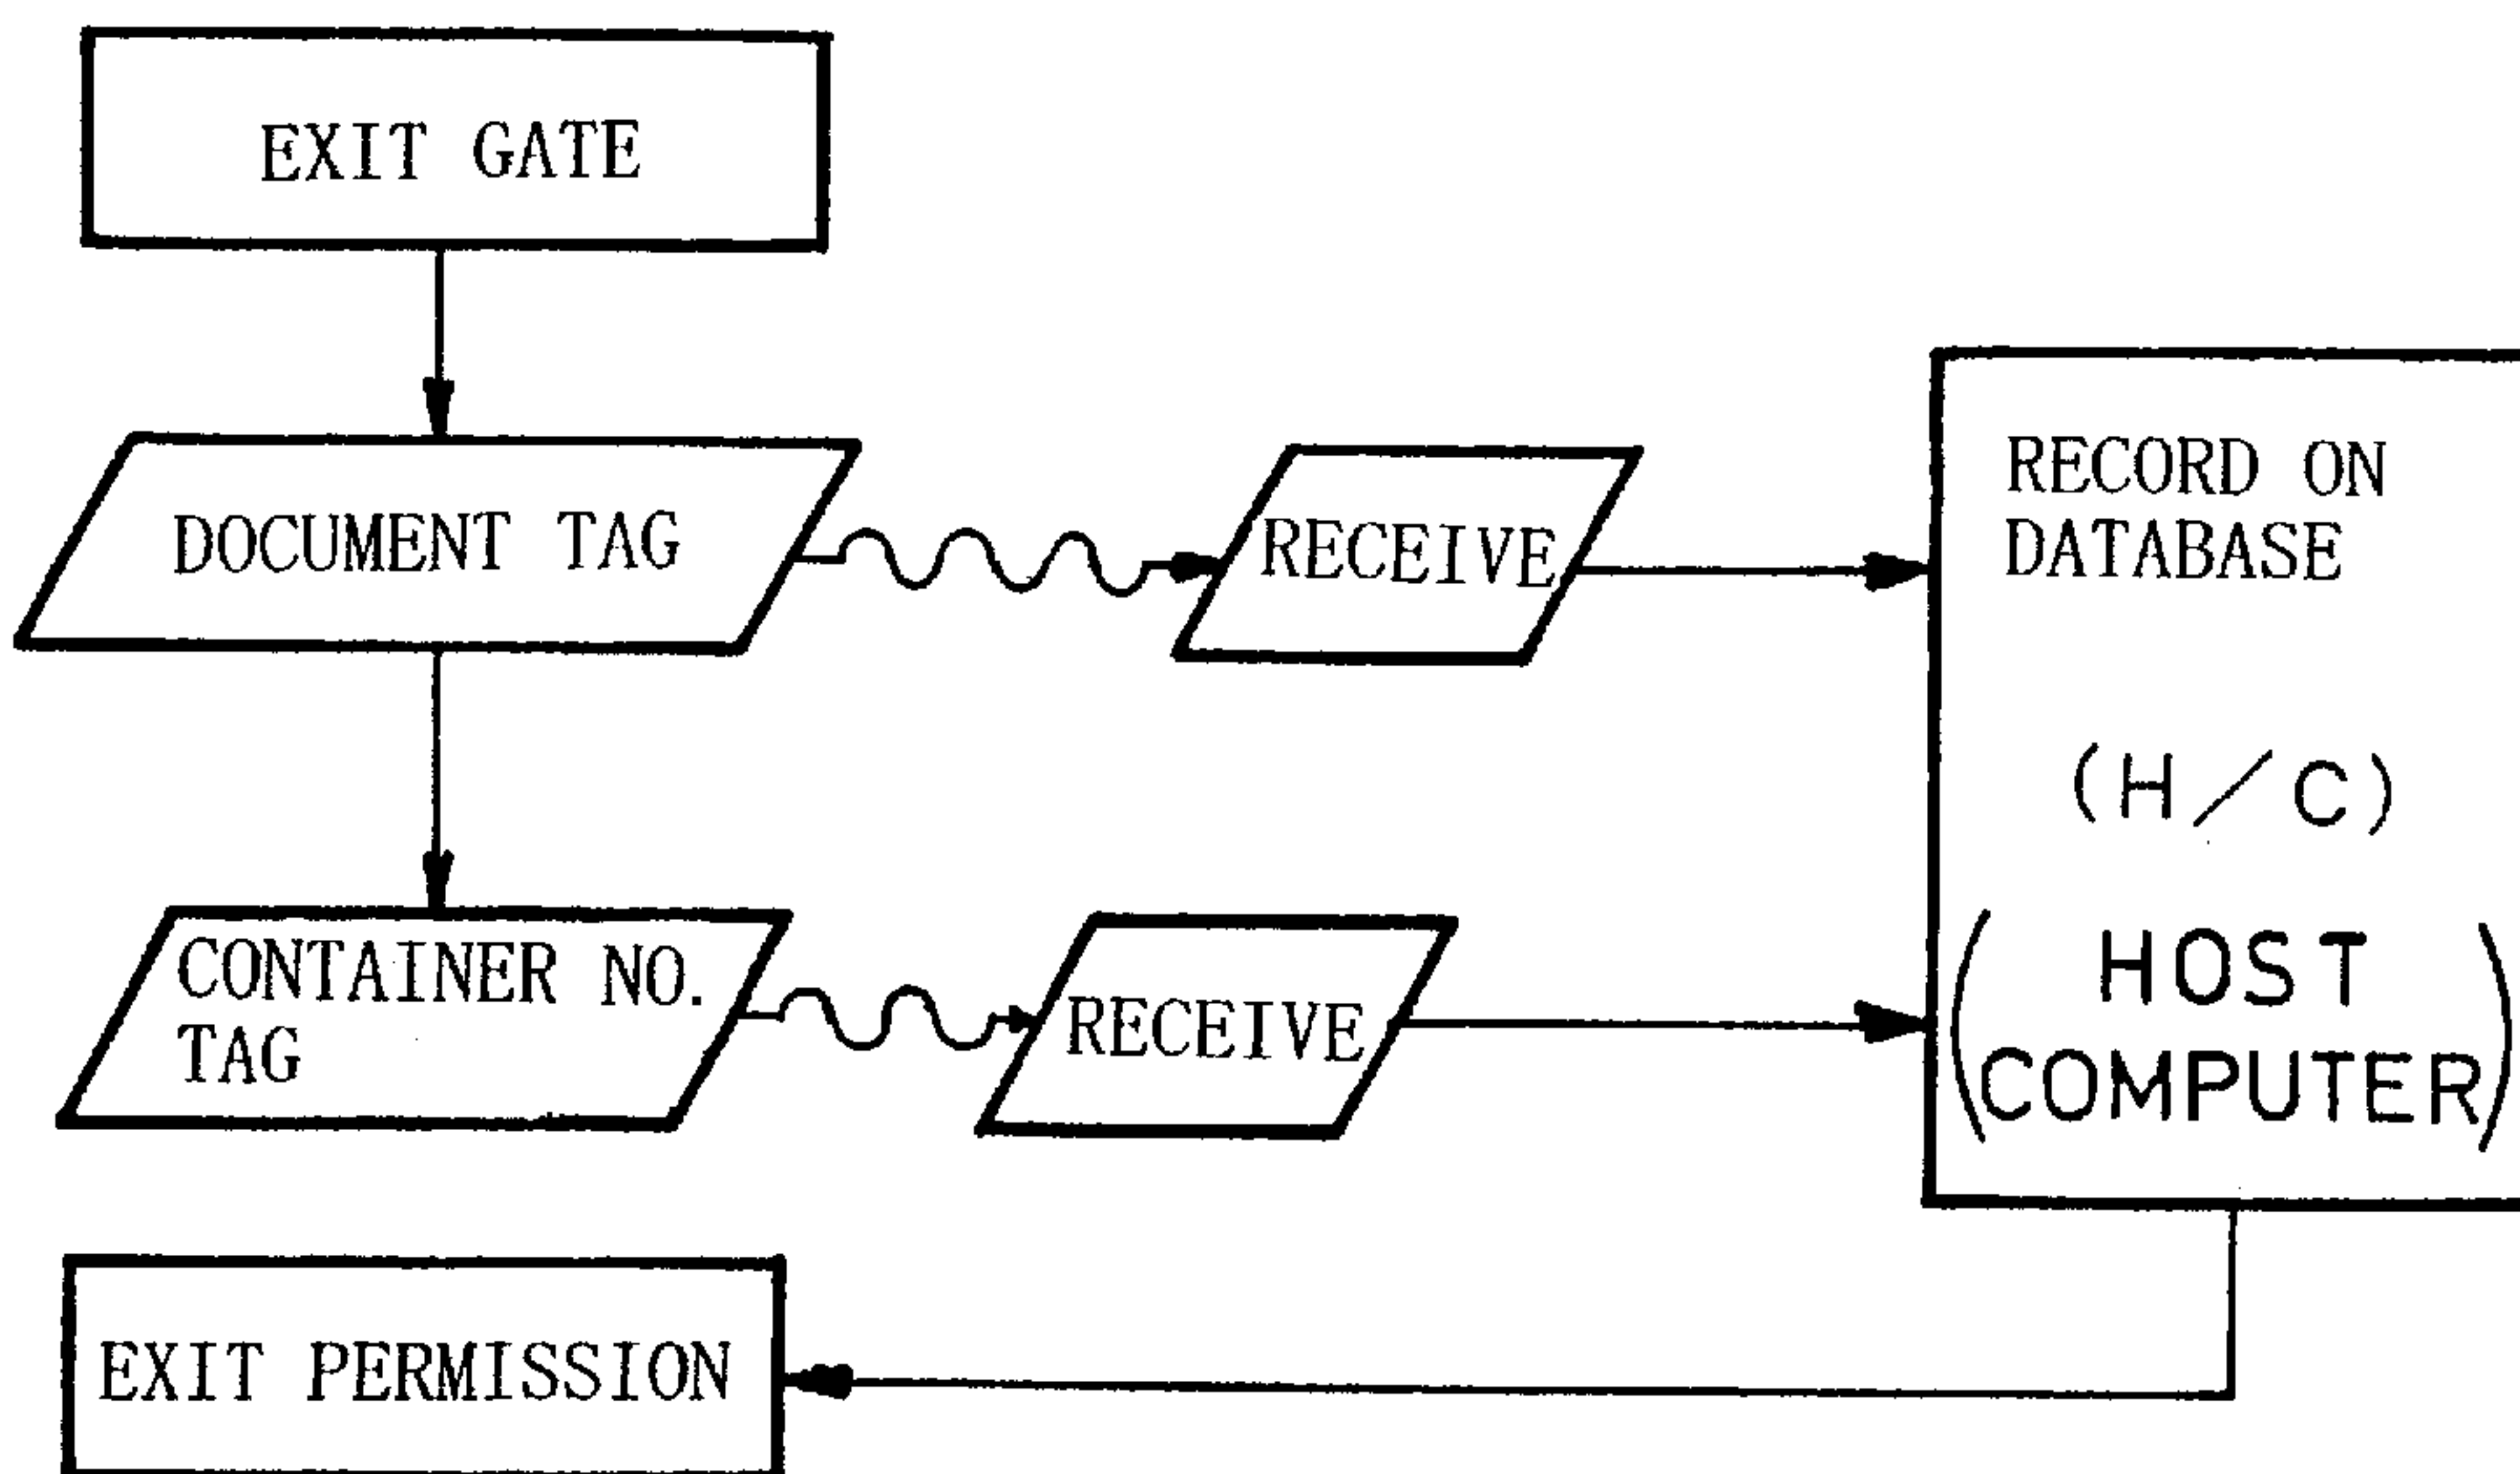 EXIT GATE
DOCUMENT TAG
RECEIVE
RECORD ON
DATABASE
(H/C)
(HOST
COMPUTER)
CONTAINER NO.
TAG
RECEIVE
EXIT PERMISSION